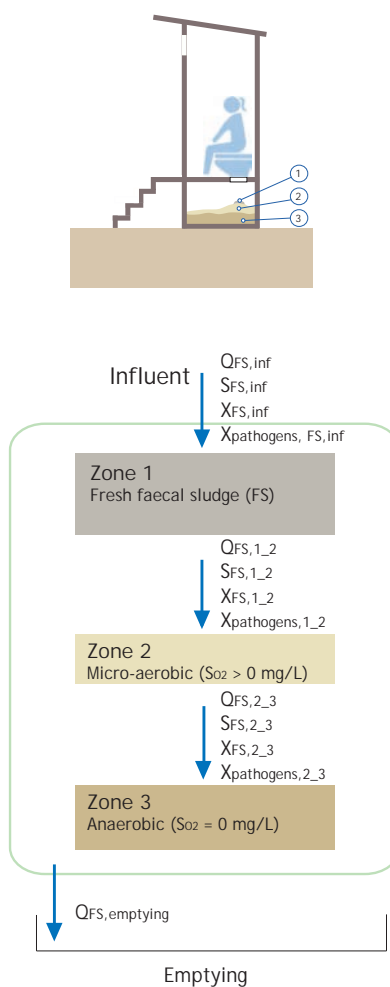 1
2
3
Influent
QFS,inf
SFS,inf
XFS,inf
Xpathogens, FS,inf
Zone 1
Fresh faecal sludge (FS)
QFS,1_2
SFS,1_2
XFS,1_2
Xpathogens,1_2
Zone 2
Micro-aerobic (SO2 > 0 mg/L)
QFS,2_3
SFS,2_3
XFS,2_3
Xpathogens,2_3
Zone 3
Anaerobic (SO2 = 0 mg/L)
QFS,emptying
Emptying